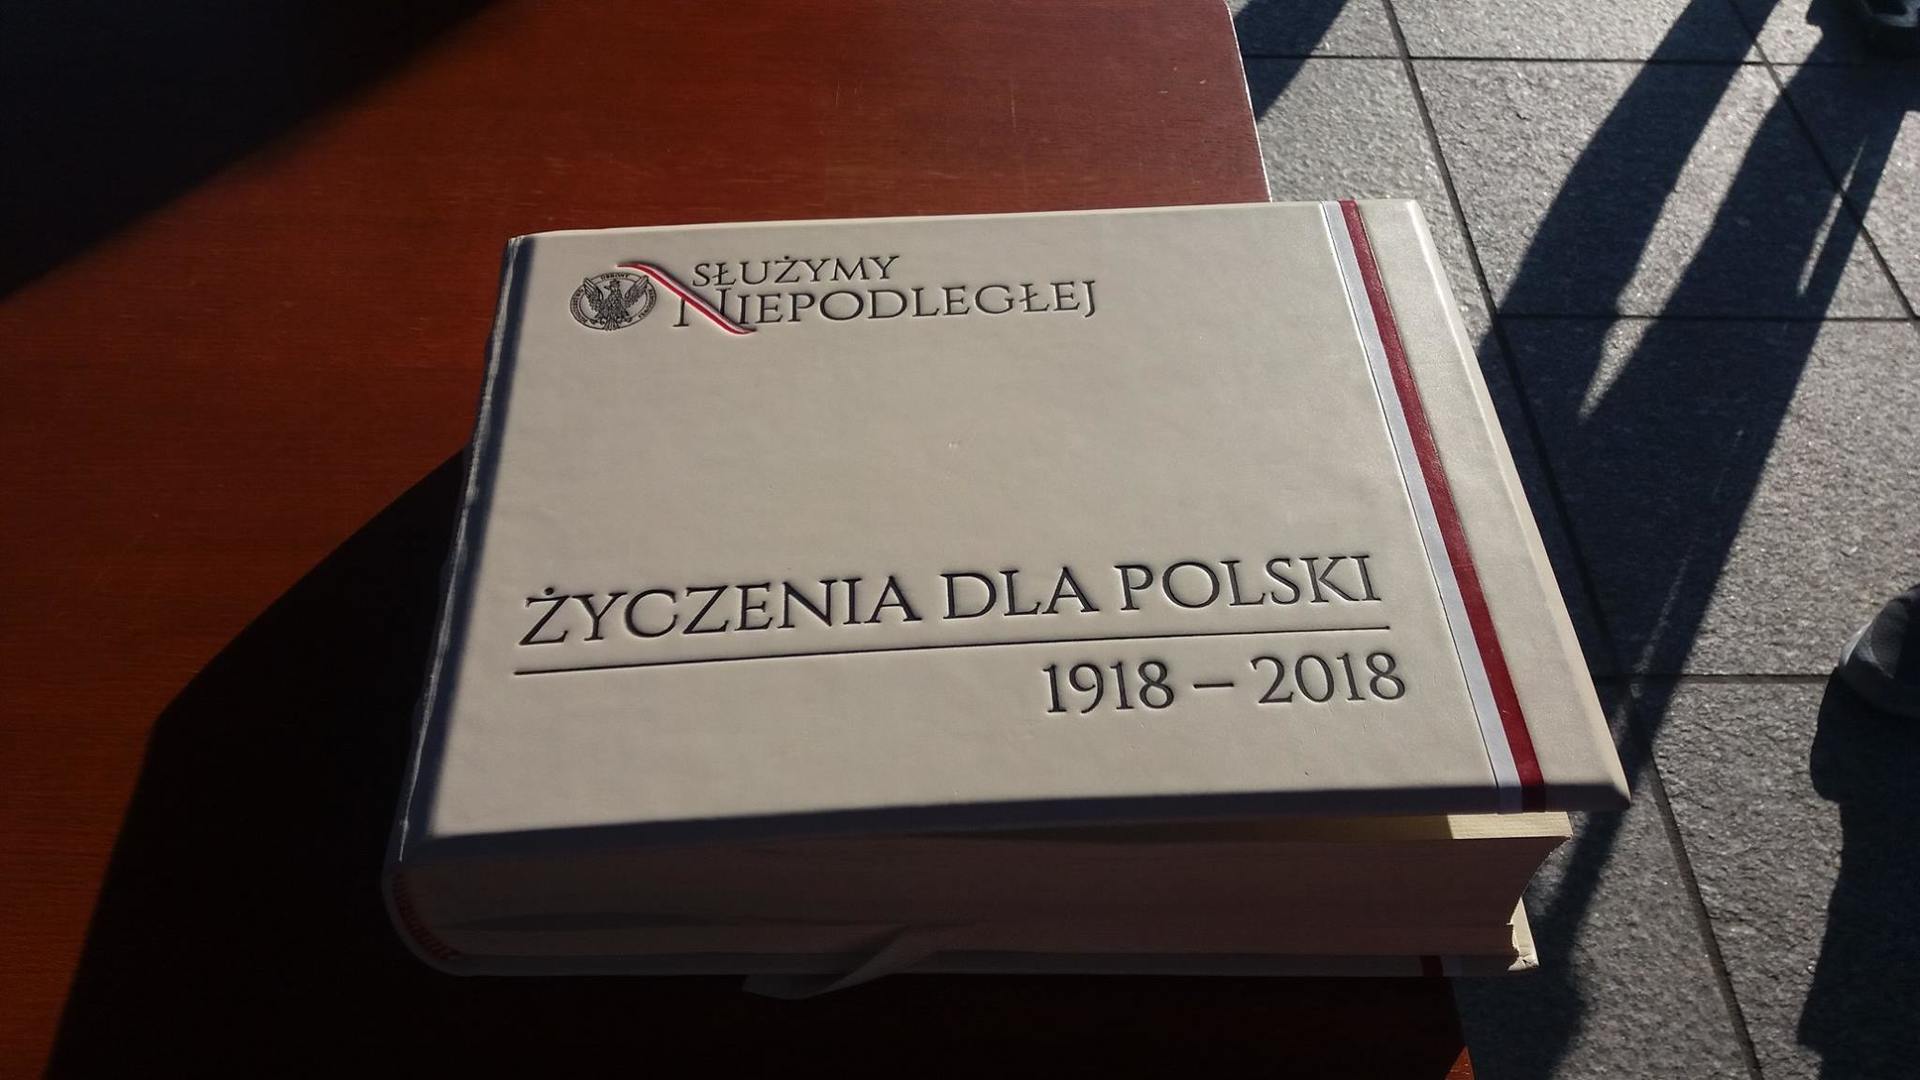 SŁUŻYMY
NIEPODLEGŁEJ
ŻYCZENIA DLA POLSKI
1918 – 2018